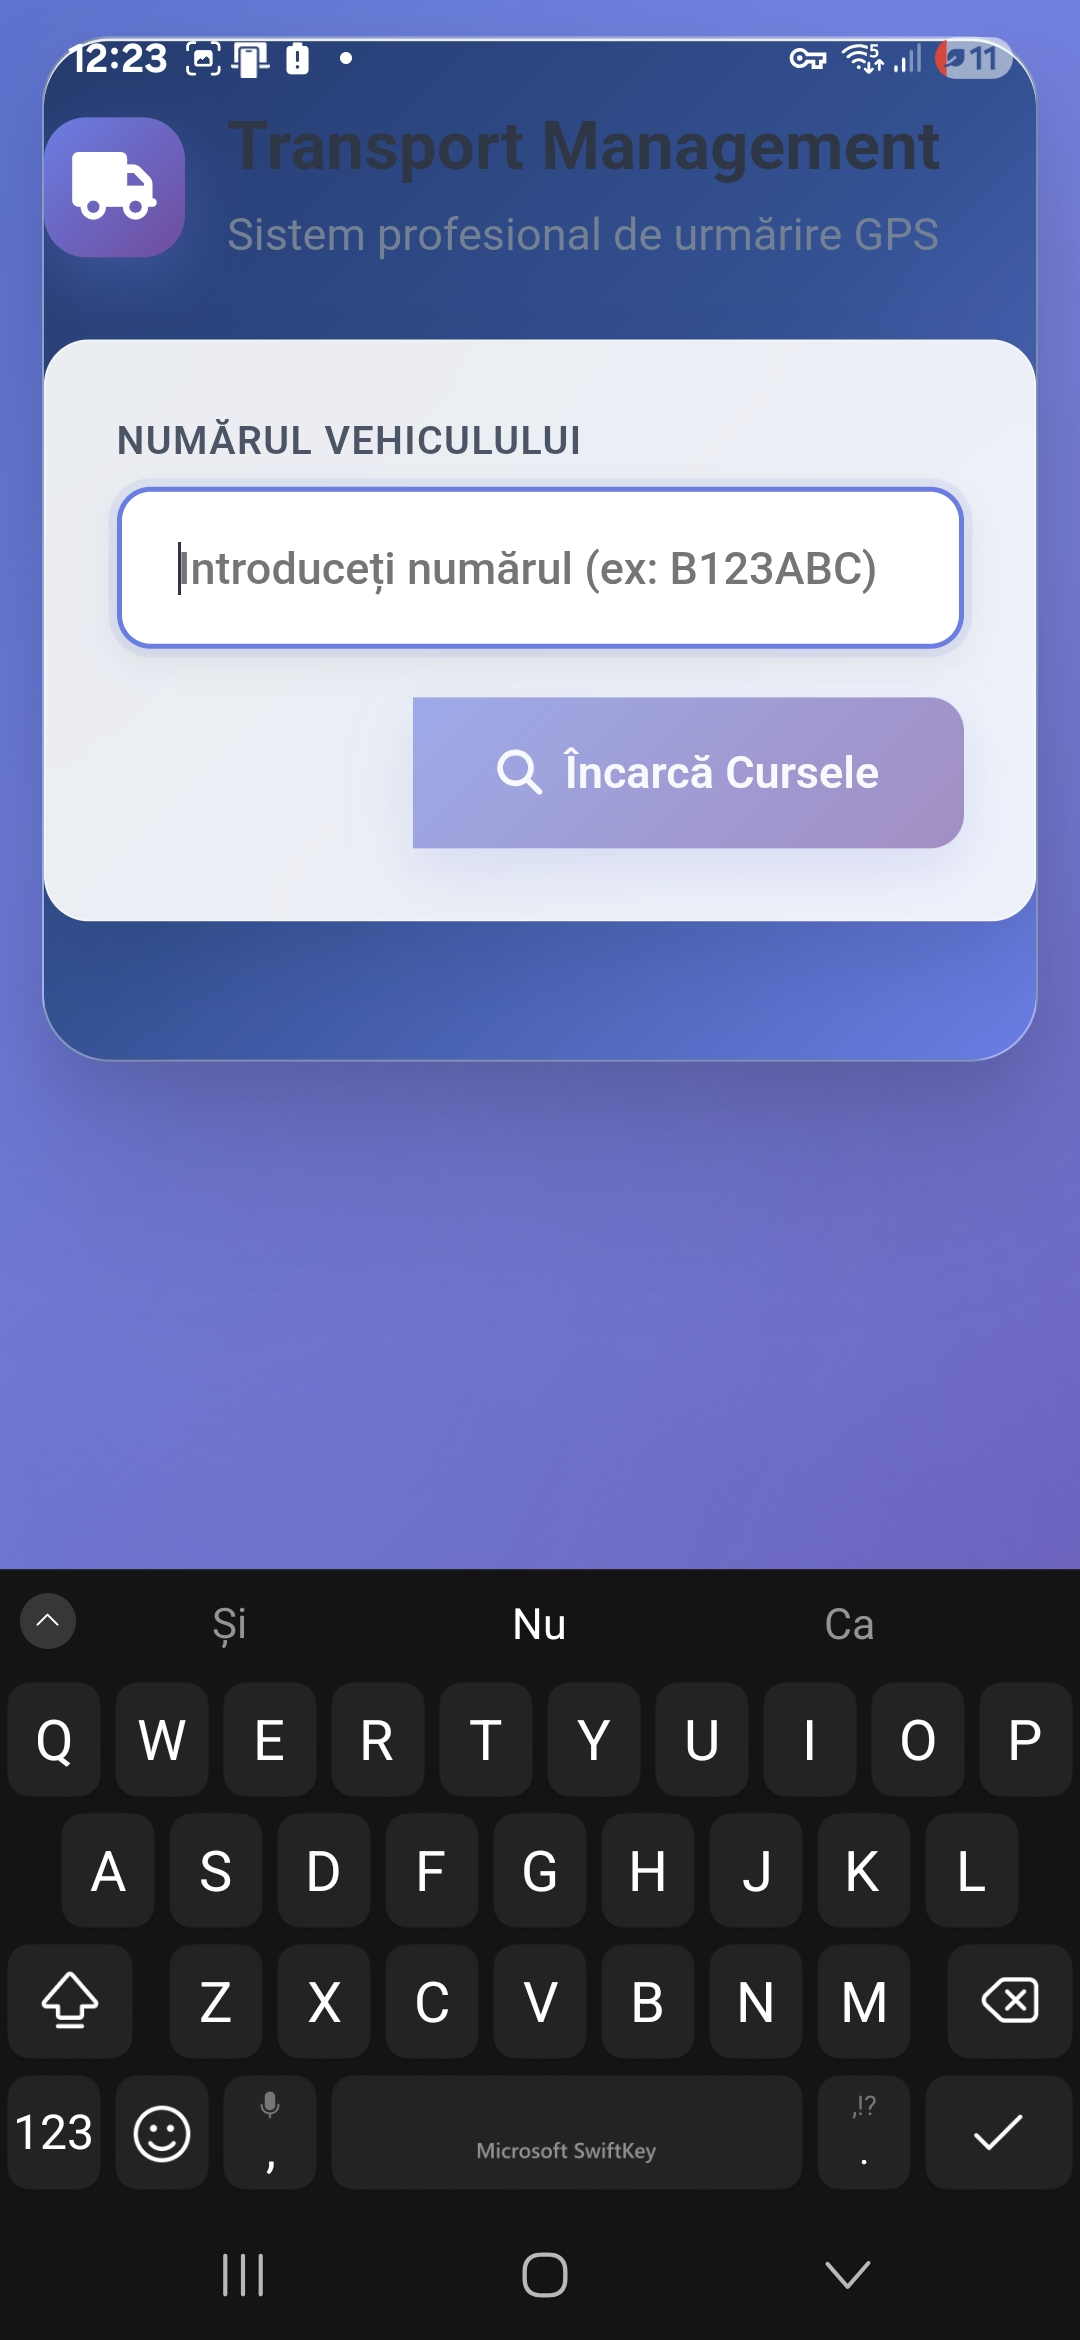 12:23
5
11
Transport Management
Sistem profesional de urmărire GPS
NUMĂRUL VEHICULULUI
Introduceți numărul (ex: B123ABC)
Încarcă Cursele
Și Nu Ca
Q W E R T Y U I O P
A S D F G H J K L
Z X C V B N M
,!?
123 , Microsoft SwiftKey .